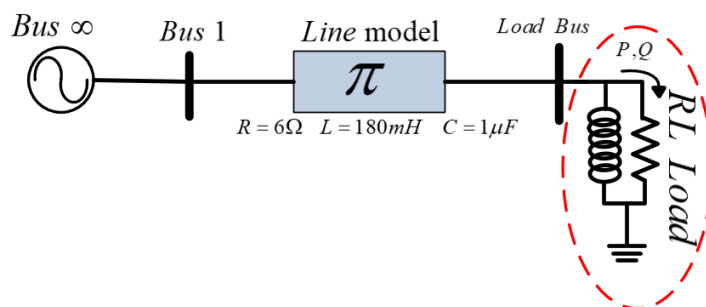 Bus ∞
Bus 1
Line model
Load Bus
P,Q
π
R = 6Ω L = 180mH C = 1μF
RL Load